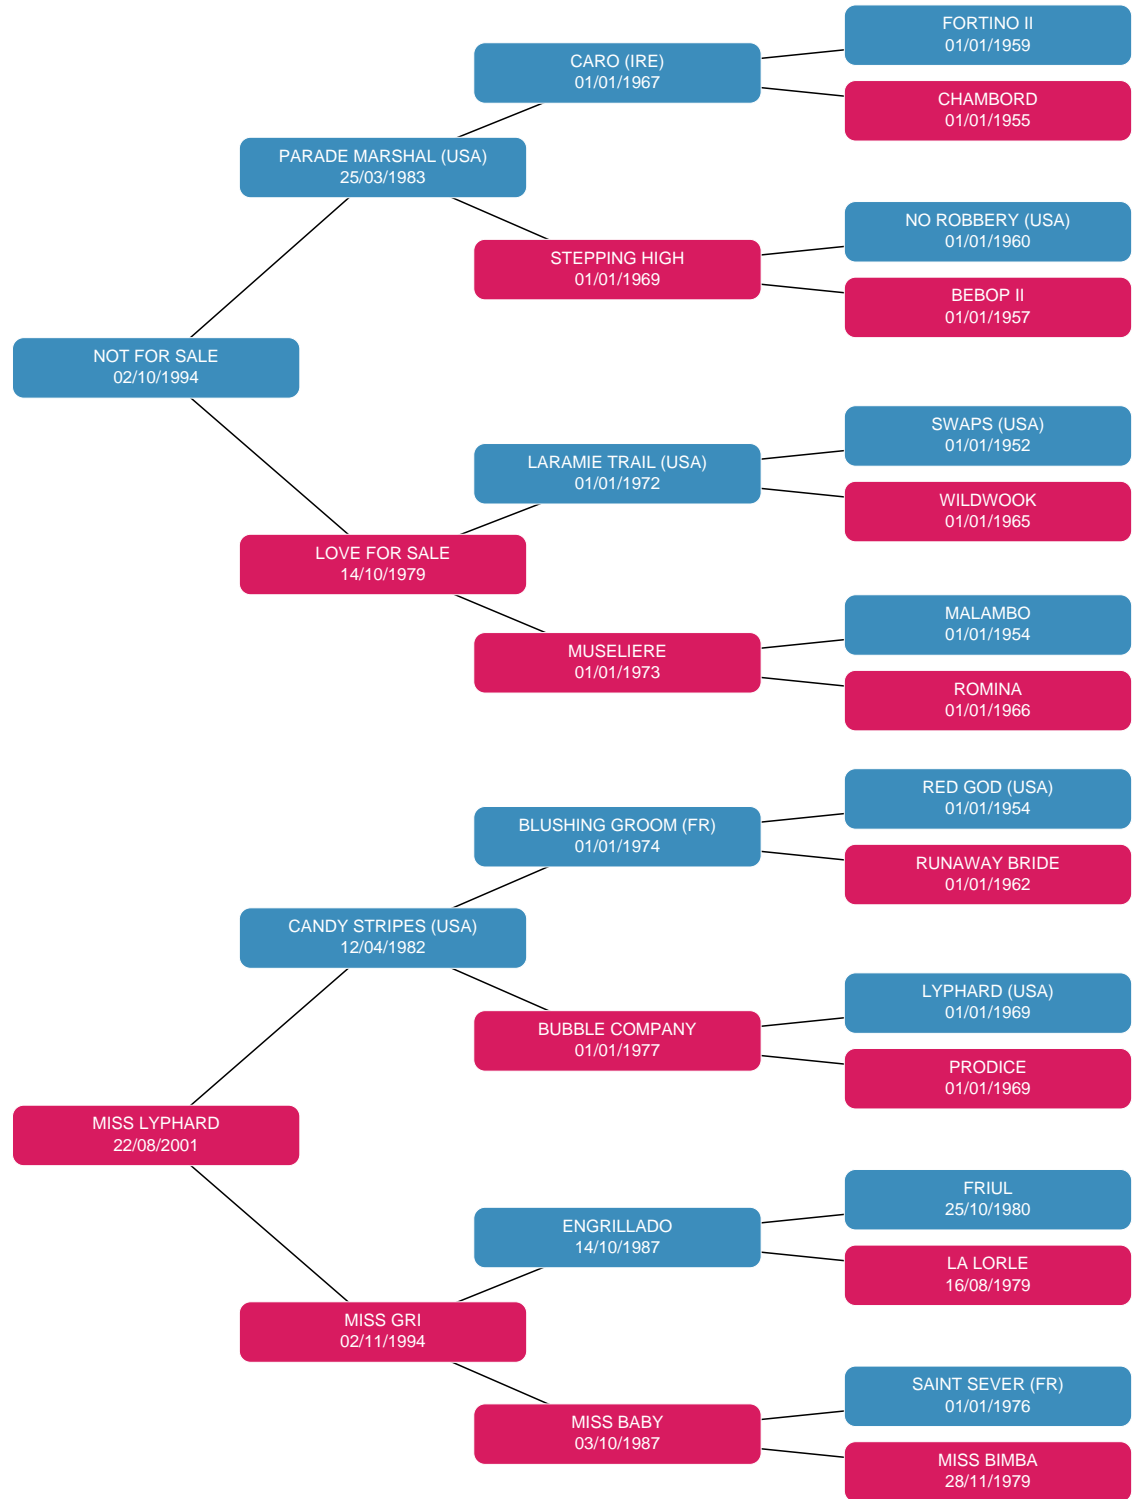 FORTINO II
01/01/1959
CARO (IRE)
01/01/1967
CHAMBORD
01/01/1955
PARADE MARSHAL (USA)
25/03/1983
NO ROBBERY (USA)
01/01/1960
STEPPING HIGH
01/01/1969
BEBOP II
01/01/1957
NOT FOR SALE
02/10/1994
SWAPS (USA)
01/01/1952
LARAMIE TRAIL (USA)
01/01/1972
WILDWOOK
01/01/1965
LOVE FOR SALE
14/10/1979
MALAMBO
01/01/1954
MUSELIERE
01/01/1973
ROMINA
01/01/1966
RED GOD (USA)
01/01/1954
BLUSHING GROOM (FR)
01/01/1974
RUNAWAY BRIDE
01/01/1962
CANDY STRIPES (USA)
12/04/1982
LYPHARD (USA)
01/01/1969
BUBBLE COMPANY
01/01/1977
PRODICE
01/01/1969
MISS LYPHARD
22/08/2001
FRIUL
25/10/1980
ENGRILLADO
14/10/1987
LA LORLE
16/08/1979
MISS GRI
02/11/1994
SAINT SEVER (FR)
01/01/1976
MISS BABY
03/10/1987
MISS BIMBA
28/11/1979